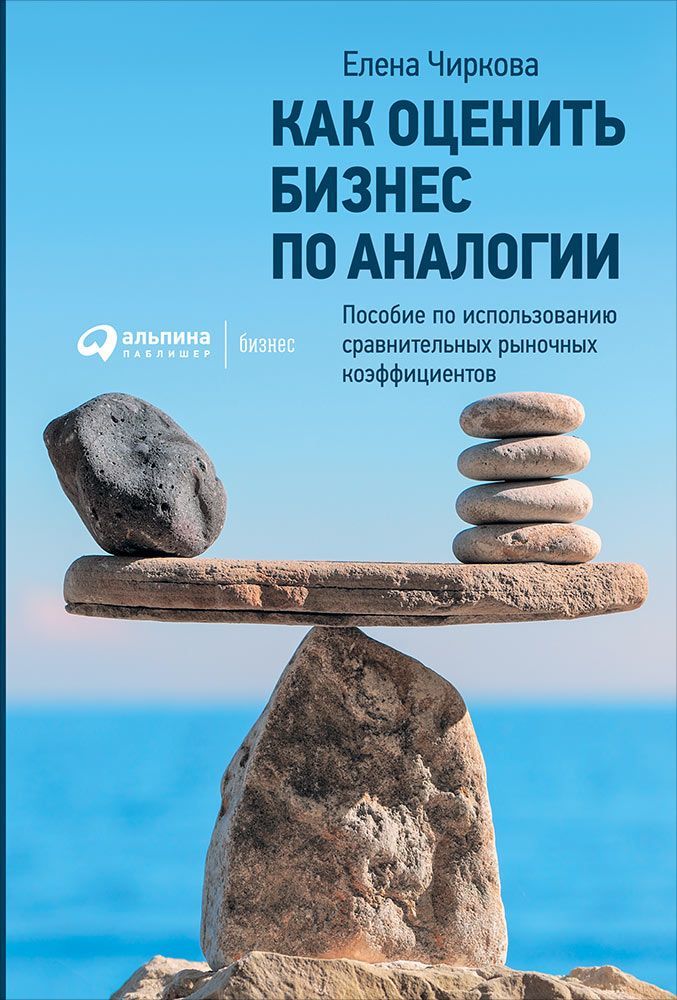 Елена Чиркова
КАК ОЦЕНИТЬ
БИЗНЕС
ПО АНАЛОГИИ
Пособие по использованию
сравнительных рыночных
коэффициентов
альпина
ПАБЛИШЕР
бизнес